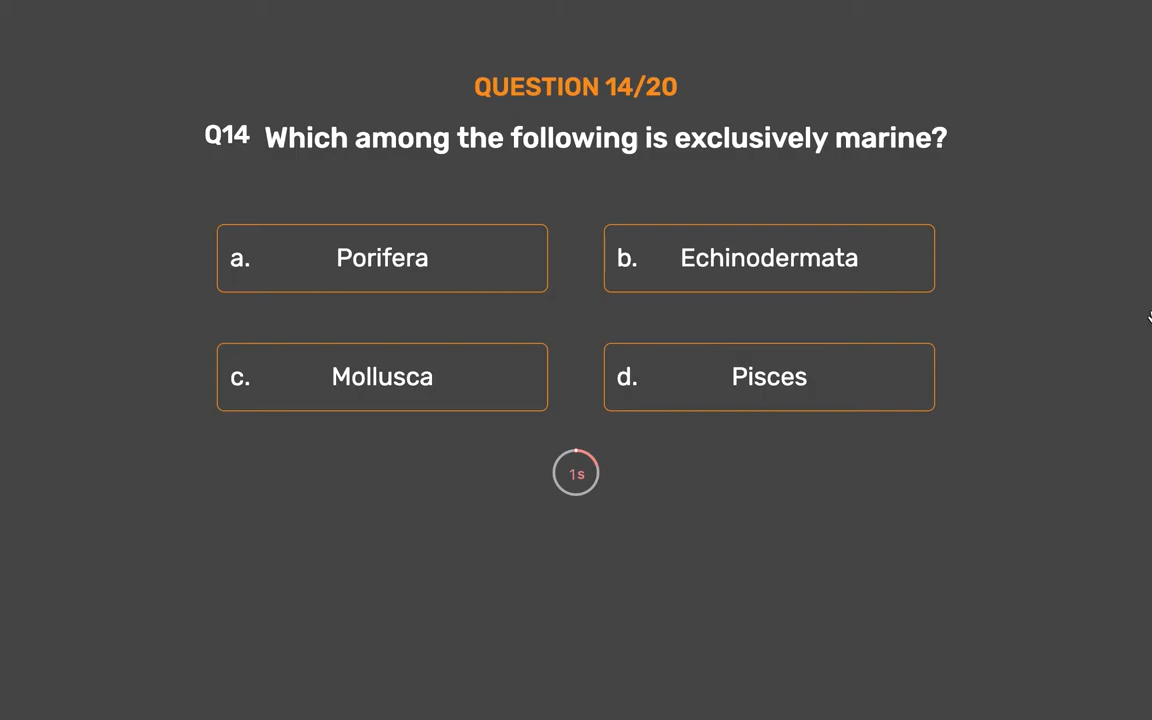 QUESTION 14/20
Q14 Which among the following is exclusively marine?
a. Porifera
b. Echinodermata
c. Mollusca
d. Pisces
1s